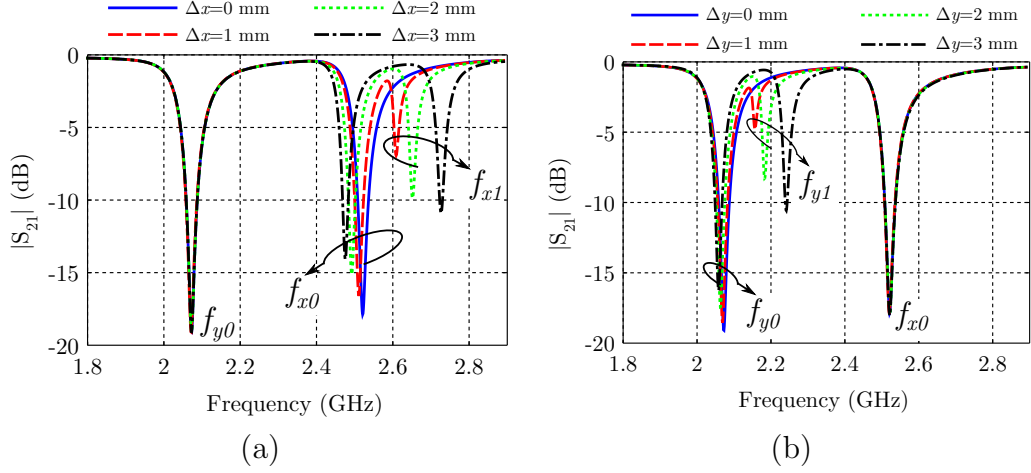 Δx=0 mm Δx=2 mm
Δx=1 mm Δx=3 mm
0
−5
−10
−15
−20
|S21| (dB)
fx1
fx0
fy0
1.8 2 2.2 2.4 2.6 2.8
Frequency (GHz)
(a)
Δy=0 mm Δy=2 mm
Δy=1 mm Δy=3 mm
0
−5
−10
−15
−20
|S21| (dB)
fy1
fy0
fx0
1.8 2 2.2 2.4 2.6 2.8
Frequency (GHz)
(b)